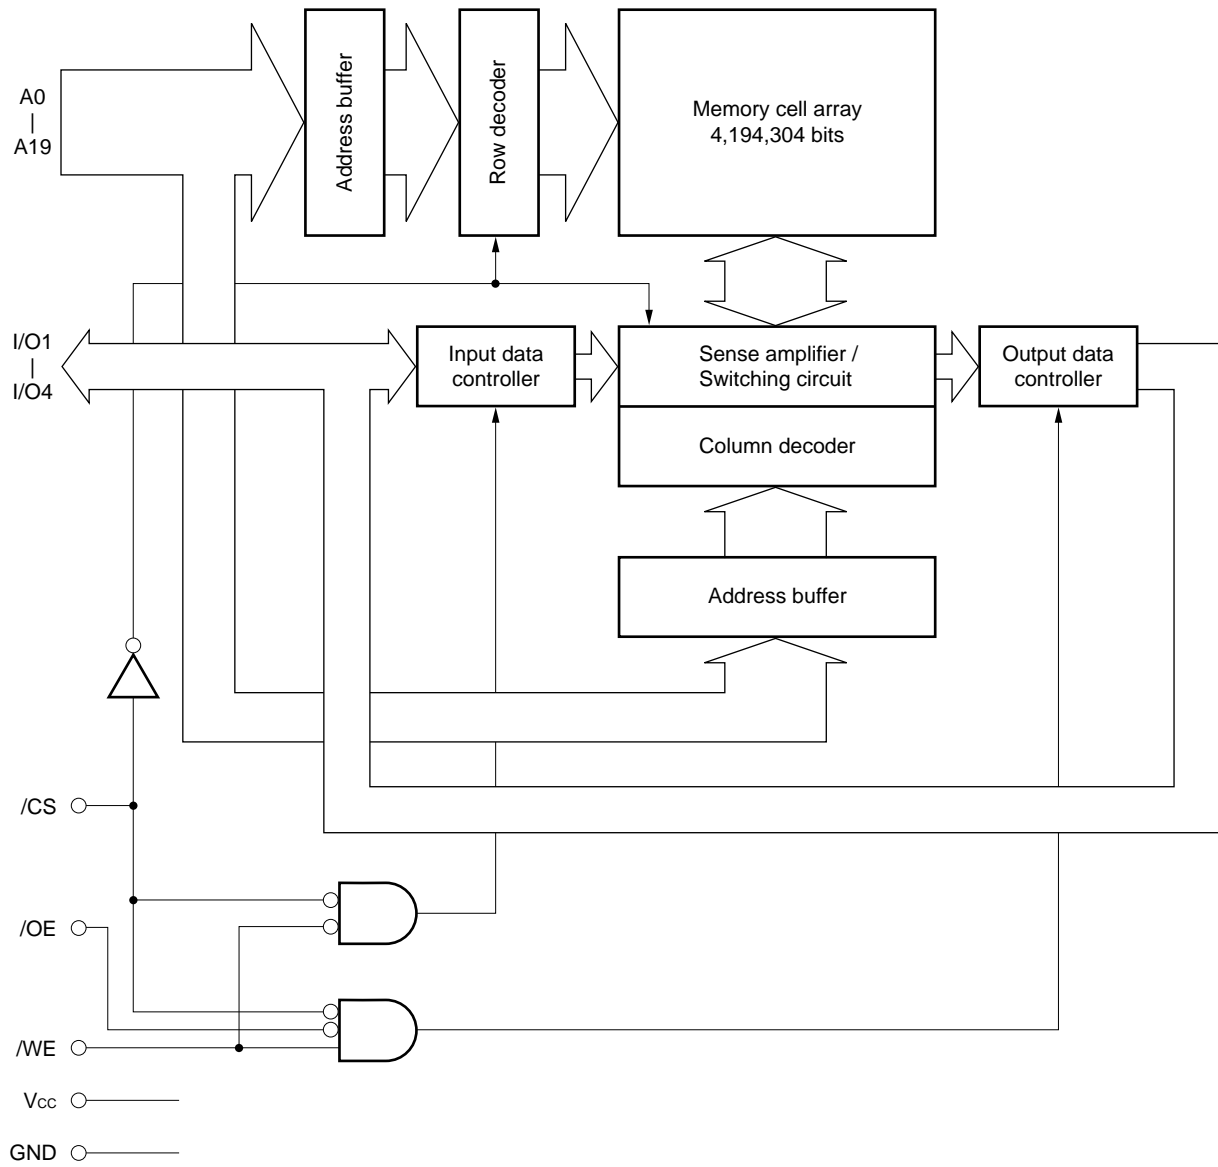 A0
|
A19
Address buffer
Row decoder
Memory cell array
4,194,304 bits
I/O1
|
I/O4
Input data
controller
Sense amplifier /
Switching circuit
Output data
controller
Column decoder
Address buffer
/CS
/OE
/WE
Vcc
GND